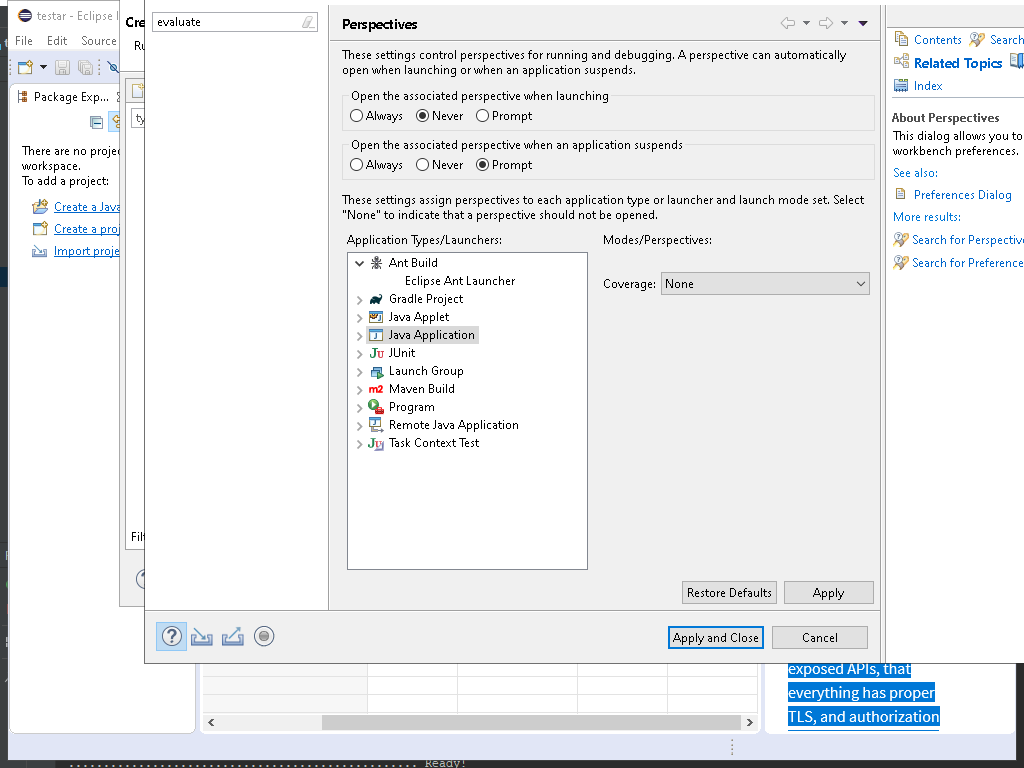 testar - Eclipse I
File Edit Source
Package Exp...
There are no proje
workspace.
To add a project:
Create a Java
Create a proj
Import proje
Cre
Ru
ty
Filt
evaluate
Perspectives
These settings control perspectives for running and debugging. A perspective can automatically
open when launching or when an application suspends.
Open the associated perspective when launching
Always Never Prompt
Open the associated perspective when an application suspends
Always Never Prompt
These settings assign perspectives to each application type or launcher and launch mode set. Select
"None" to indicate that a perspective should not be opened.
Application Types/Launchers:
Ant Build
Eclipse Ant Launcher
Gradle Project
Java Applet
Java Application
JUnit
Launch Group
Maven Build
Program
Remote Java Application
Task Context Test
Modes/Perspectives:
Coverage: None
Restore Defaults Apply
Apply and Close Cancel
Contents Search
Related Topics
Index
About Perspectives
This dialog allows you to
workbench preferences.
See also:
Preferences Dialog
More results:
Search for Perspective
Search for Preference
exposed APIs, that
everything has proper
TLS, and authorization
Ready!